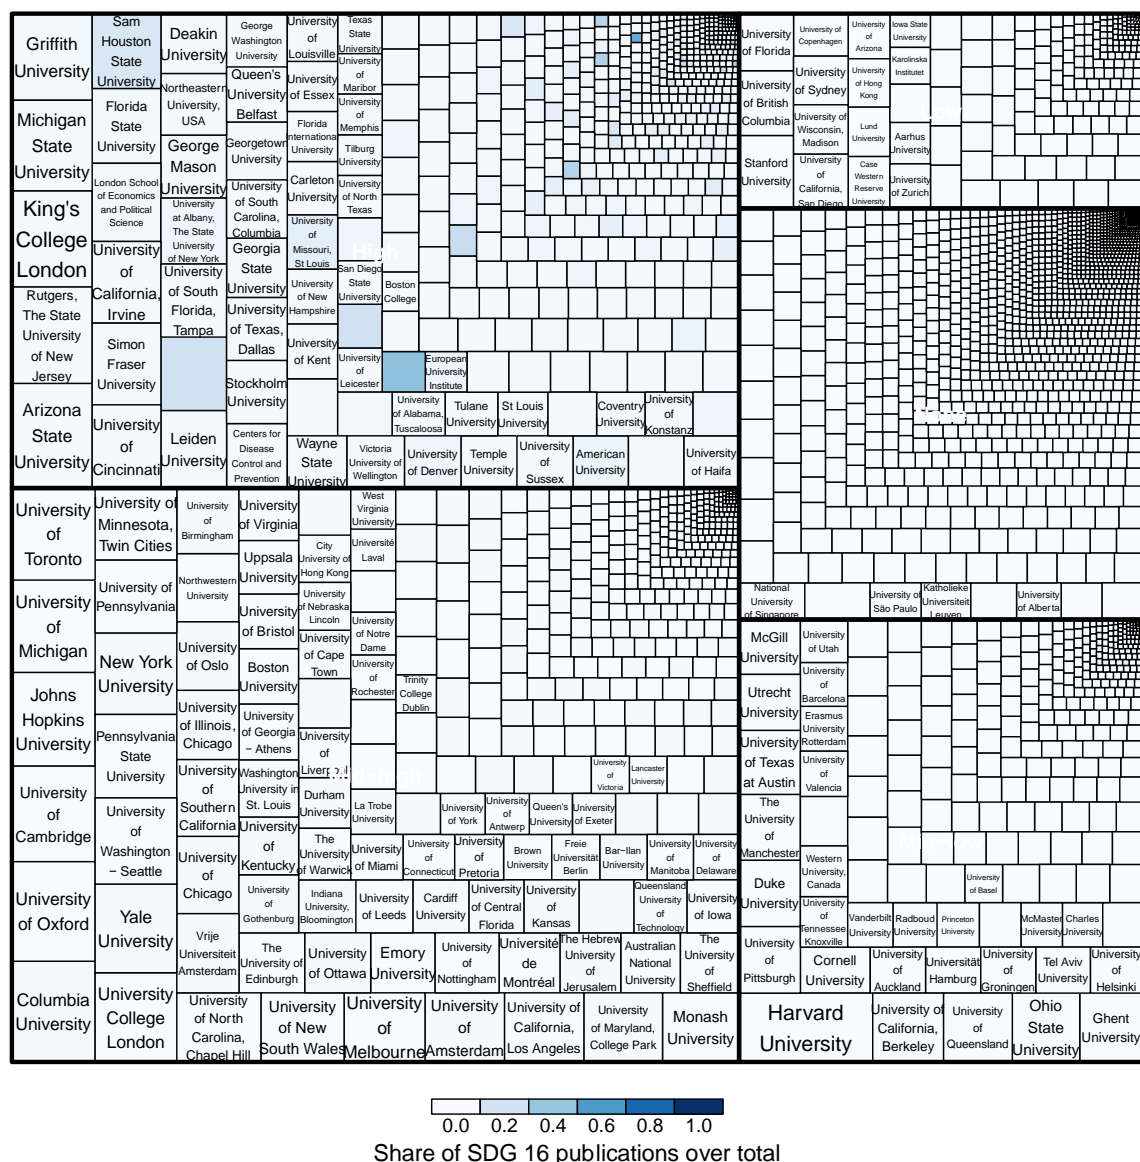 Griffith
University
Michigan
State
University
King's
College
London
Rutgers,
The State
University
of New
Jersey
Arizona
State
University
Sam
Houston
State
University
Florida
State
University
London School
of Economics
and Political
Science
University
of
California,
Irvine
Simon
Fraser
University
University
of
Cincinnati
Deakin
University
Northeastern
University,
USA
George
Mason
University
University
at Albany,
The State
University
of New York
University
of South
Florida,
Tampa
Leiden
University
George
Washington
University
Queen's
University
Belfast
Georgetown
University
University
of South
Carolina,
Columbia
Georgia
State
University
University
of Texas,
Dallas
Stockholm
University
Centers for
Disease
Control and
Prevention
University
of
Louisville
University
of Essex
Florida
International
University
Carleton
University
University
of
Missouri,
St Louis
University
of New
Hampshire
University
of Kent
Wayne
State
University
Texas
State
University
University
of
Maribor
University
of
Memphis
Tilburg
University
University
of North
Texas
High
San Diego
State
University
University
of
Leicester
Boston
College
European
University
Institute
University
of Alabama,
Tuscaloosa
Tulane
University
St Louis
University
Coventry
University
University
of
Konstanz
Victoria
University of
Wellington
University
of Denver
Temple
University
University
of
Sussex
American
University
University
of Haifa
University
of Florida
University
of British
Columbia
Stanford
University
University of
Copenhagen
University
of Sydney
University of
Wisconsin,
Madison
University
of
California,
San Diego
University
of
Arizona
University
of Hong
Kong
Lund
University
Case
Western
Reserve
University
Iowa State
University
Karolinska
Institutet
Low
Aarhus
University
University
of Zurich
None
National
University
of Singapore
University of
São Paulo
Katholieke
Universiteit
Leuven
University
of Alberta
University
of
Toronto
University
of
Michigan
Johns
Hopkins
University
University
of
Cambridge
University
of Oxford
Columbia
University
University of
Minnesota,
Twin Cities
University of
Pennsylvania
New York
University
Pennsylvania
State
University
University
of
Washington
– Seattle
Yale
University
University
College
London
University
of
Birmingham
Northwestern
University
University
of Oslo
University
of Illinois,
Chicago
University
of
Southern
California
University
of
Chicago
Vrije
Universiteit
Amsterdam
University
of North
Carolina,
Chapel Hill
University
of Virginia
Uppsala
University
University
of Bristol
Boston
University
University
of Georgia
– Athens
Washington
University in
St. Louis
University
of
Kentucky
University
of
Gothenburg
The
University of
Edinburgh
City
University of
Hong Kong
University
of Nebraska,
Lincoln
University
of Cape
Town
University
of
Liverpool
Mid–high
Durham
University
The
University
of Warwick
Indiana
University,
Bloomington
West
Virginia
University
Université
Laval
University
of Notre
Dame
University
of
Rochester
Trinity
College
Dublin
La Trobe
University
University
of Miami
University
of
Victoria
Lancaster
University
University
of York
University
of
Antwerp
Queen's
University
University
of Exeter
University
of
Connecticut
University
of
Pretoria
Brown
University
Freie
Universität
Berlin
Bar–Ilan
University
University
of
Manitoba
University
of
Delaware
University
of Leeds
Cardiff
University
University
of Central
Florida
University
of
Kansas
Queensland
University
of
Technology
University
of Iowa
University
of Ottawa
Emory
University
University
of
Nottingham
Université
de
Montréal
The Hebrew
University
of
Jerusalem
Australian
National
University
The
University
of
Sheffield
University
of New
South Wales
University
of
Melbourne
University
of
Amsterdam
University of
California,
Los Angeles
University
of Maryland,
College Park
Monash
University
McGill
University
Utrecht
University
University
of Texas
at Austin
The
University
of
Manchester
Duke
University
University
of
Pittsburgh
University
of Utah
University
of
Barcelona
Erasmus
University
Rotterdam
University
of
Valencia
Western
University,
Canada
University
of
Tennessee,
Knoxville
Mid–low
University
of Basel
Vanderbilt
University
Radboud
University
Princeton
University
McMaster
University
Charles
University
Cornell
University
University
of
Auckland
Universität
Hamburg
University
of
Groningen
Tel Aviv
University
University
of
Helsinki
Harvard
University
University of
California,
Berkeley
University
of
Queensland
Ohio
State
University
Ghent
University
0.0 0.2 0.4 0.6 0.8 1.0
Share of SDG 16 publications over total